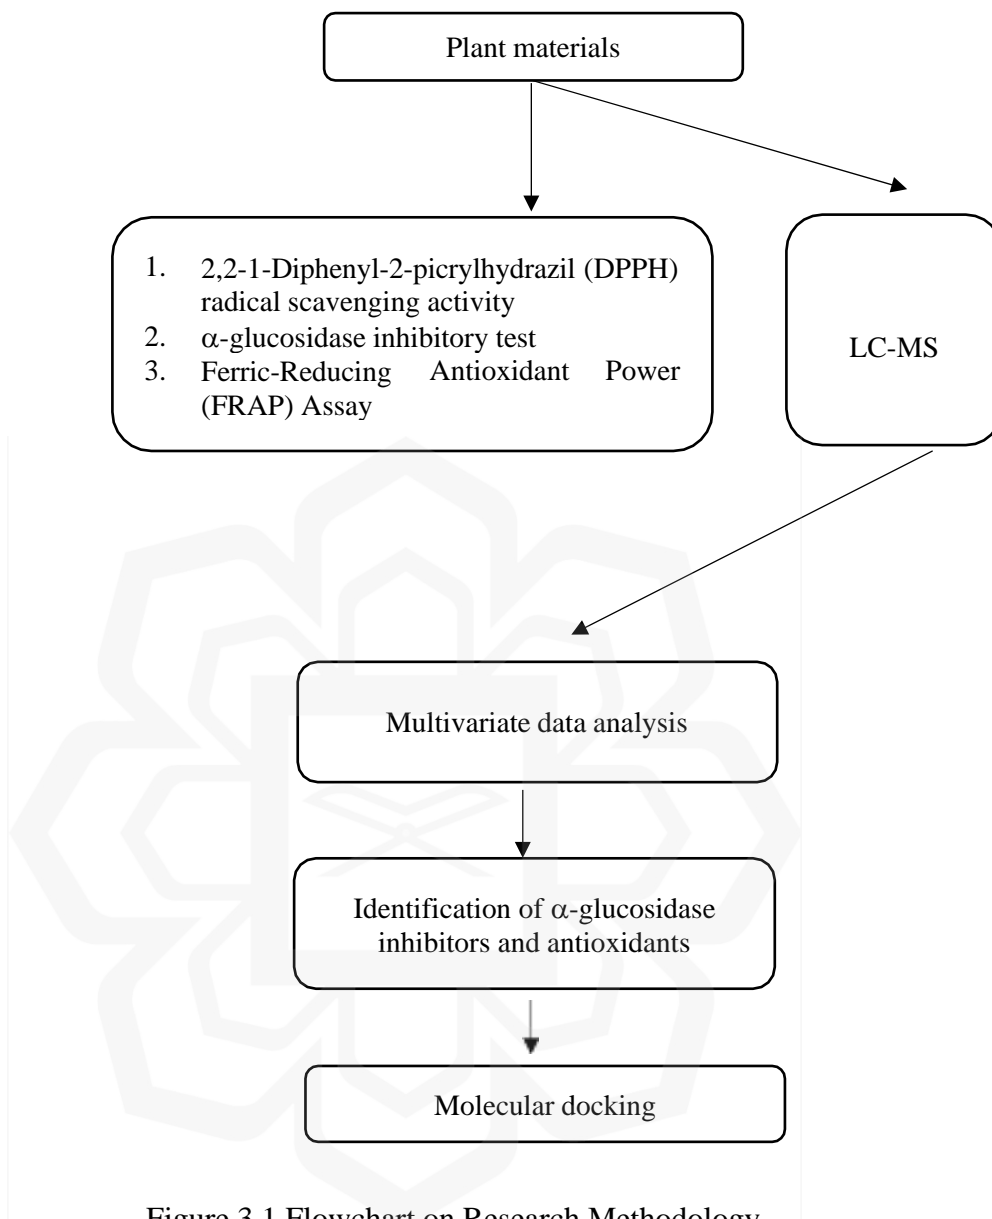 Plant materials
1. 2,2-1-Diphenyl-2-picrylhydrazil (DPPH)
radical scavenging activity
2. α-glucosidase inhibitory test
3. Ferric-Reducing Antioxidant Power
(FRAP) Assay
LC-MS
Multivariate data analysis
Identification of α-glucosidase
inhibitors and antioxidants
Molecular docking
Figure 3.1 Flowchart on Research Methodology